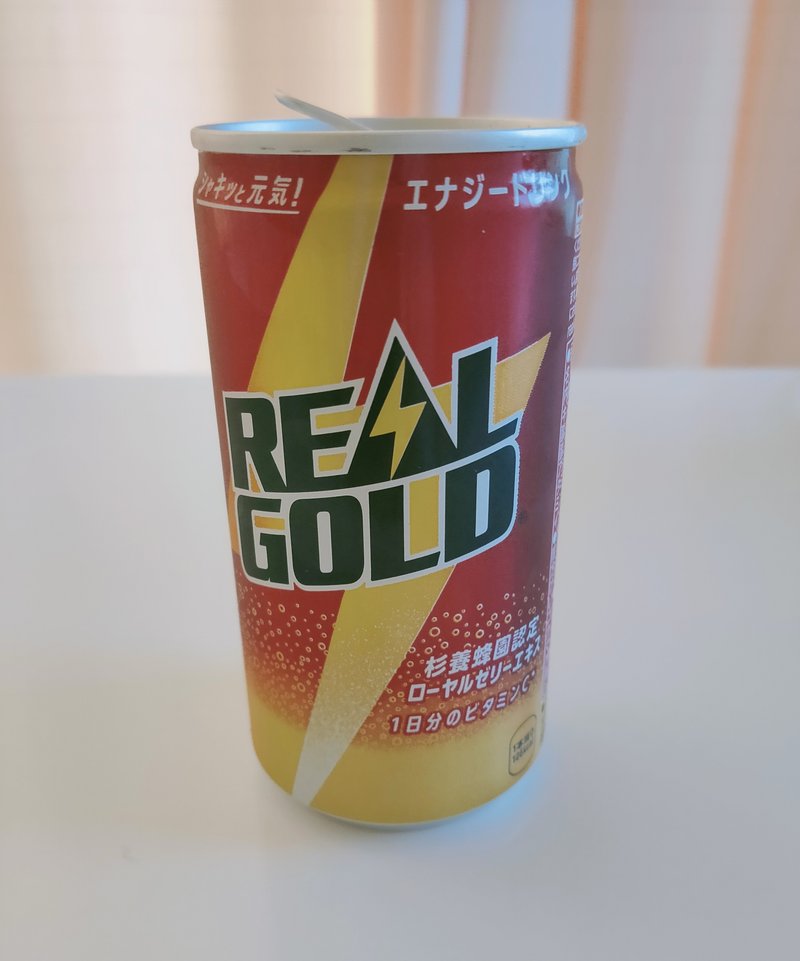 シャキッと元気!
エナジードリンク
REAL
GOLD
杉養蜂園認定
ローヤルゼリーエキス
1日分のビタミンC